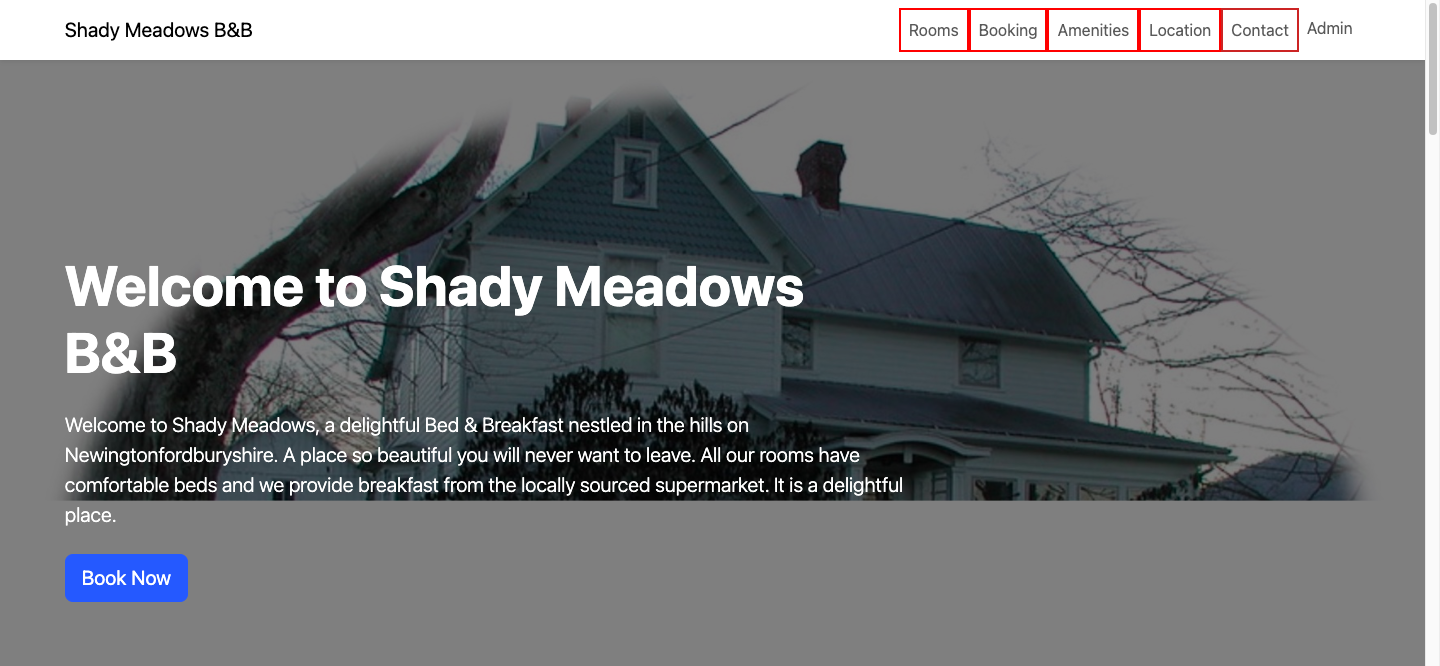 Shady Meadows B&B
Rooms
Booking
Amenities
Location
Contact
Admin
Welcome to Shady Meadows
B&B
Welcome to Shady Meadows, a delightful Bed & Breakfast nestled in the hills on
Newingtonfordburyshire. A place so beautiful you will never want to leave. All our rooms have
comfortable beds and we provide breakfast from the locally sourced supermarket. It is a delightful
place.
Book Now